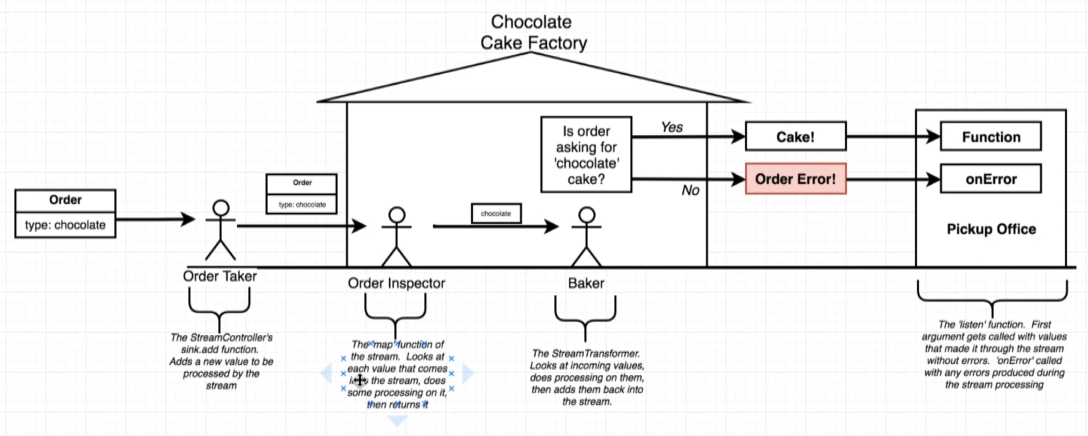 Chocolate
Cake Factory
Is order
asking for
'chocolate'
cake?
Yes
No
Cake!
Order Error!
Function
onError
Pickup Office
Order
type: chocolate
Order
type: chocolate
chocolate
Order Taker
Order Inspector
Baker
The StreamController's
sink.add function.
Adds a new value to be
processed by the
stream
The "map" function of
the stream. Looks at
each value that comes
into the stream, does
some processing on it,
then returns it
The StreamTransformer.
Looks at incoming values,
does processing on them,
then adds them back into
the stream.
The 'listen' function. First
argument gets called with values
that made it through the stream
without errors. 'onError' called
with any errors produced during
the stream processing